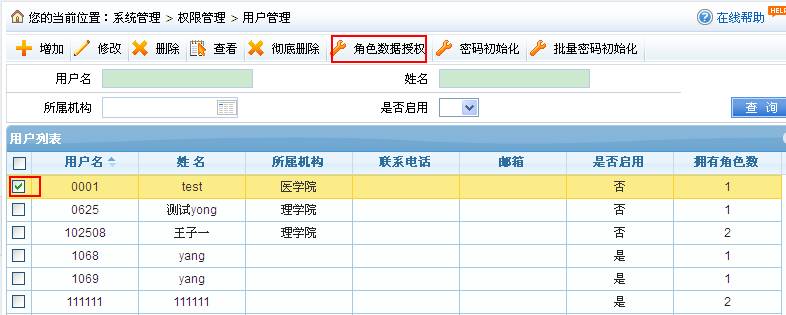 您的当前位置：系统管理 > 权限管理 > 用户管理 在线帮助 HELP
增加 修改 删除 查看 彻底删除 角色数据授权 密码初始化 批量密码初始化
用户名 姓名
所属机构 是否启用 查 询
用户列表
用户名 姓 名 所属机构 联系电话 邮箱 是否启用 拥有角色数
0001 test 医学院 否 1
0625 测试yong 理学院 否 1
102508 王子一 理学院 否 2
1068 yang 是 1
1069 yang 是 1
111111 111111 是 2